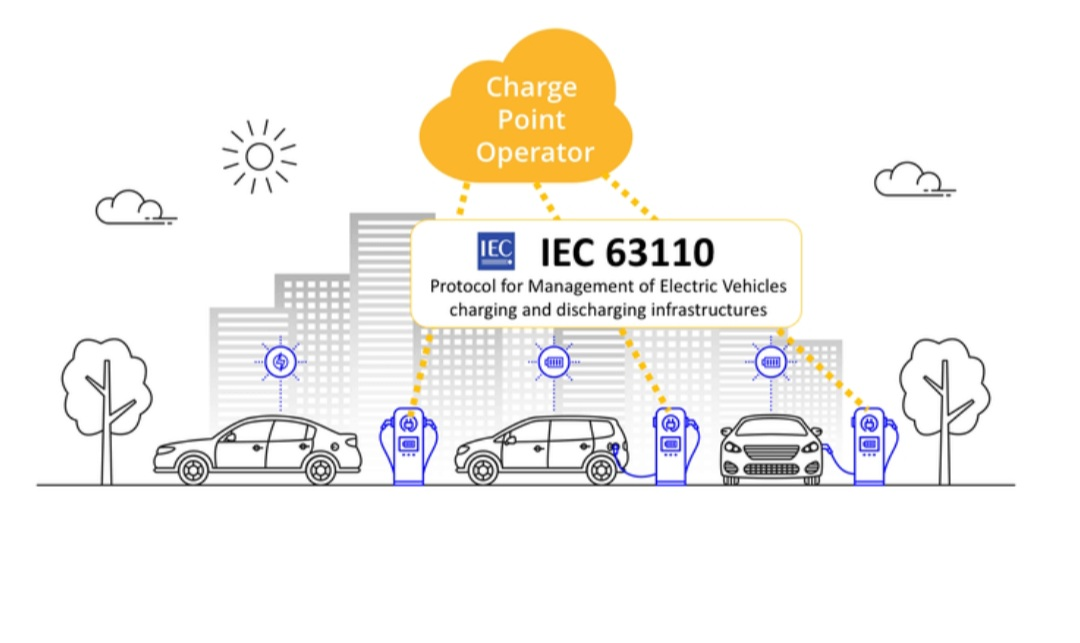 Charge
Point
Operator
IEC IEC 63110
Protocol for Management of Electric Vehicles
charging and discharging infrastructures